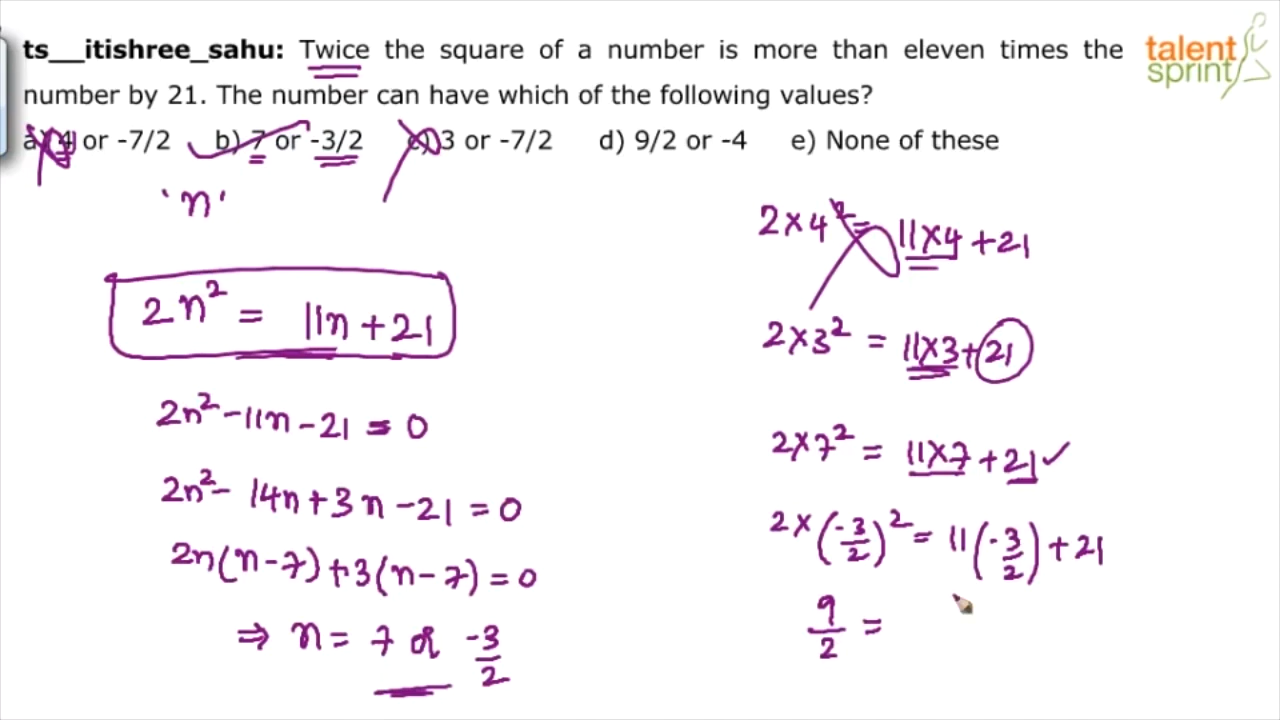 ts__itishree_sahu: Twice the square of a number is more than eleven times the
number by 21. The number can have which of the following values?
a) 4 or -7/2 b) 7 or -3/2 c) 3 or -7/2 d) 9/2 or -4 e) None of these
talent
sprint
'n'
2n² = 11n + 21
2n² - 11n - 21 = 0
2n² - 14n + 3n - 21 = 0
2n(n - 7) + 3(n - 7) = 0
⇒ n = 7 or -3/2
2 × 4² = 11×4 + 21
2 × 3² = 11×3 + 21
2 × 7² = 11×7 + 21 ✓
2 × (-3/2)² = 11(-3/2) + 21
9/2 =